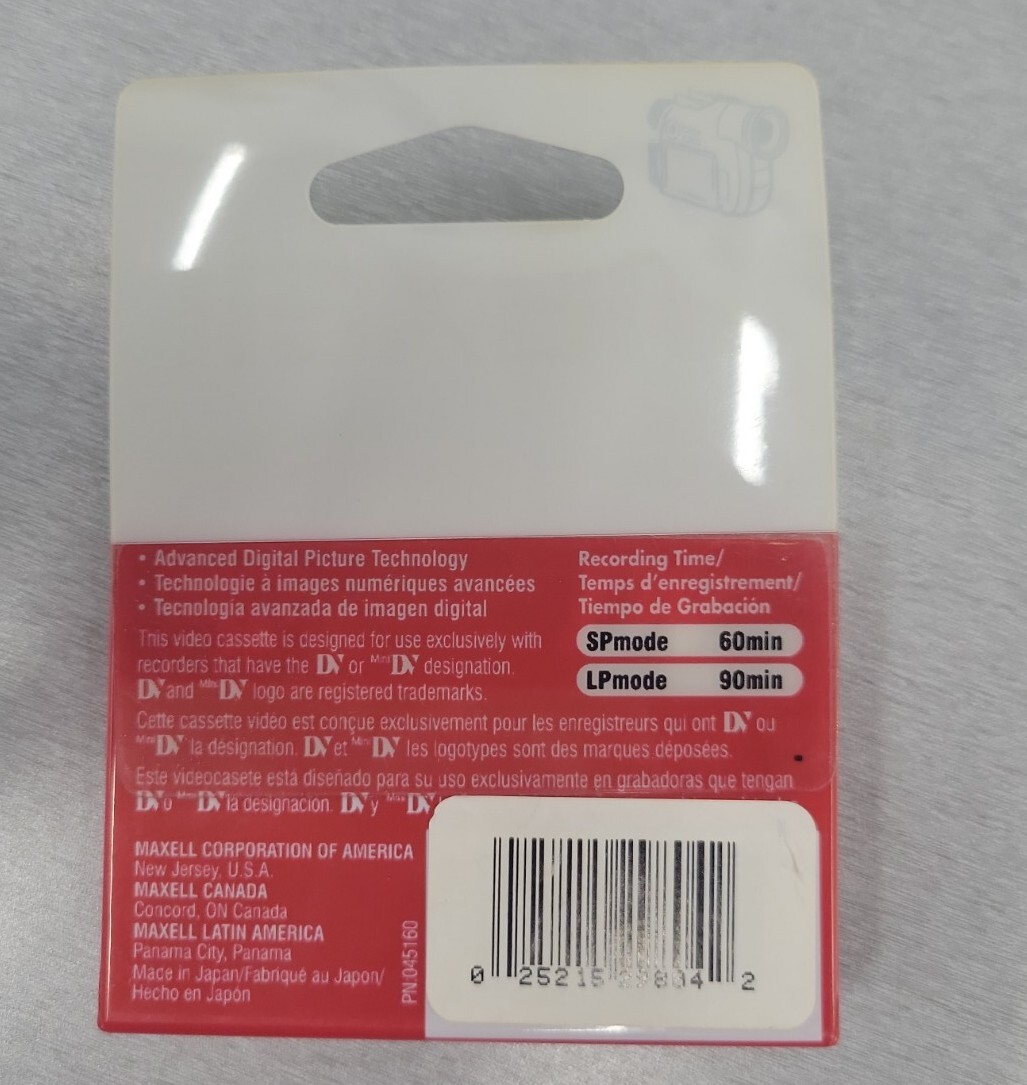 • Advanced Digital Picture Technology
• Technologie à images numériques avancées
• Tecnología avanzada de imagen digital
This video cassette is designed for use exclusively with
recorders that have the DV or Mini DV designation.
DV and Mini DV logo are registered trademarks.
Recording Time/
Temps d'enregistrement/
Tiempo de Grabación
SPmode 60min
LPmode 90min
Cette cassette vidéo est conçue exclusivement pour les enregistreurs qui ont DV ou
Mini DV la désignation. DV et Mini DV les logotypes sont des marques déposées.
Este videocasete está diseñado para su uso exclusivamente en grabadoras que tengan
DV o Mini DV la designación. DV y Mini DV
MAXELL CORPORATION OF AMERICA
New Jersey, U.S.A.
MAXELL CANADA
Concord, ON Canada
MAXELL LATIN AMERICA
Panama City, Panama
Made in Japan/Fabriqué au Japon/
Hecho en Japón
PN.045160
0 25215 29804 2